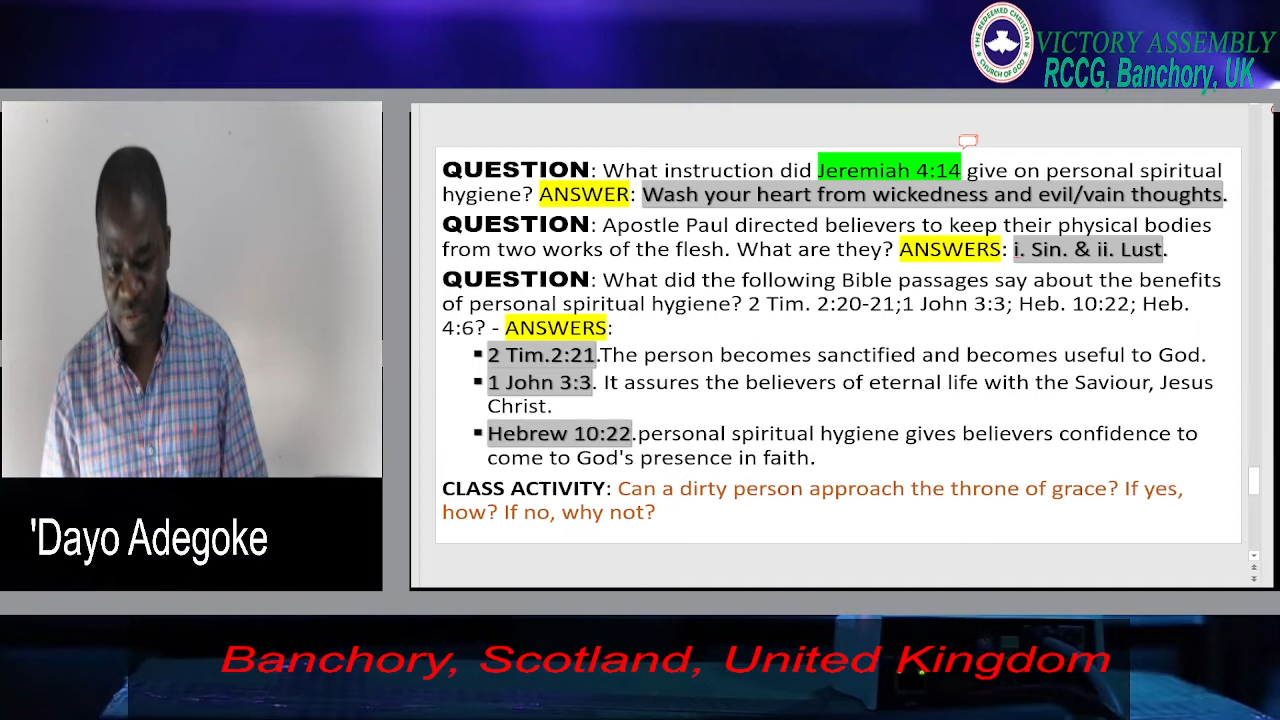 THE REDEEMED CHRISTIAN
CHURCH OF GOD
VICTORY ASSEMBLY
RCCG, Banchory, UK
QUESTION: What instruction did Jeremiah 4:14 give on personal spiritual
hygiene? ANSWER: Wash your heart from wickedness and evil/vain thoughts.
QUESTION: Apostle Paul directed believers to keep their physical bodies
from two works of the flesh. What are they? ANSWERS: i. Sin. & ii. Lust.
QUESTION: What did the following Bible passages say about the benefits
of personal spiritual hygiene? 2 Tim. 2:20-21;1 John 3:3; Heb. 10:22; Heb.
4:6? - ANSWERS:
▪ 2 Tim.2:21.The person becomes sanctified and becomes useful to God.
▪ 1 John 3:3. It assures the believers of eternal life with the Saviour, Jesus
Christ.
▪ Hebrew 10:22.personal spiritual hygiene gives believers confidence to
come to God's presence in faith.
CLASS ACTIVITY: Can a dirty person approach the throne of grace? If yes,
how? If no, why not?
'Dayo Adegoke
Banchory, Scotland, United Kingdom